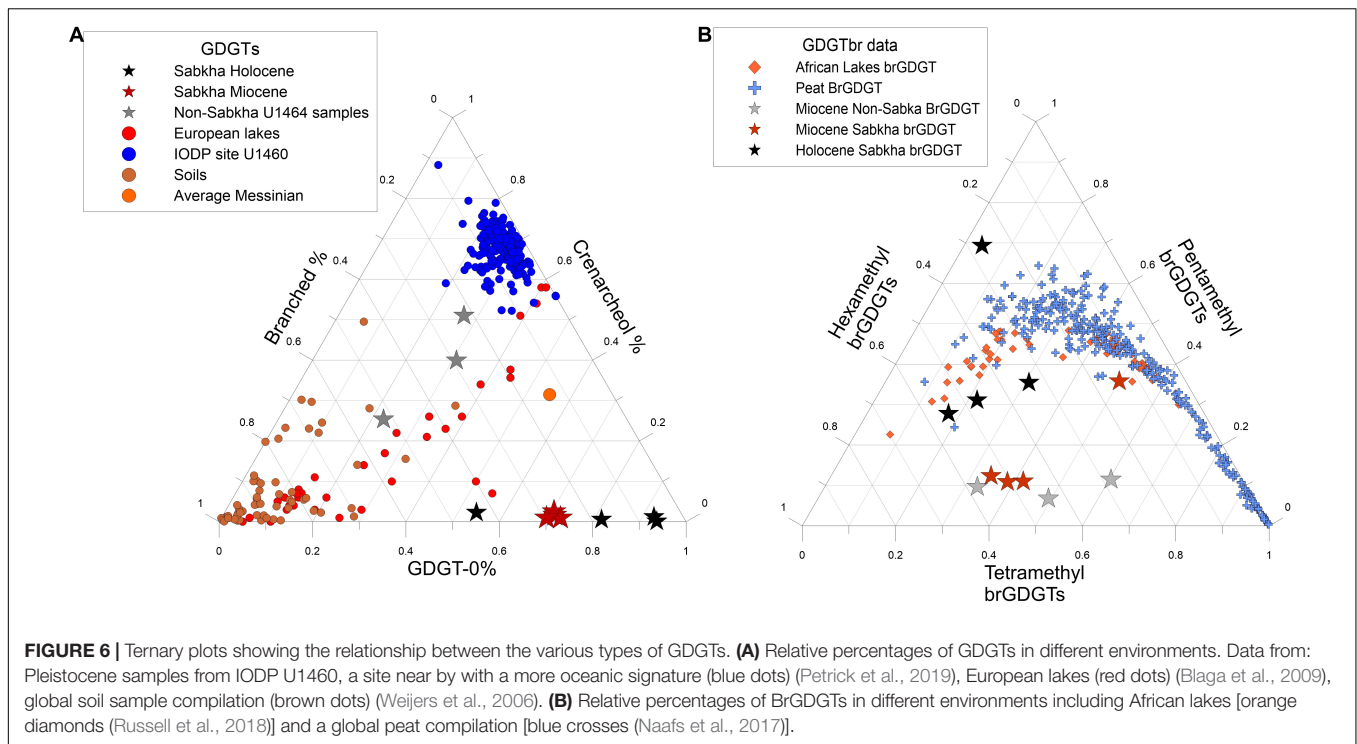 A
GDGTs
Sabkha Holocene
Sabkha Miocene
Non-Sabkha U1464 samples
European lakes
IODP site U1460
Soils
Average Messinian
0 1
0.2 0.8
0.4 0.6
0.6 0.4
0.8 0.2
1 0
0 0.2 0.4 0.6 0.8 1
Branched %
Crenarcheol %
GDGT-0%
B
GDGTbr data
African Lakes brGDGT
Peat BrGDGT
Miocene Non-Sabka BrGDGT
Miocene Sabkha brGDGT
Holocene Sabkha brGDGT
0 1
0.2 0.8
0.4 0.6
0.6 0.4
0.8 0.2
1 0
0 0.2 0.4 0.6 0.8 1
Hexamethyl
brGDGTs
Pentamethyl
brGDGTs
Tetramethyl
brGDGTs
FIGURE 6 | Ternary plots showing the relationship between the various types of GDGTs. (A) Relative percentages of GDGTs in different environments. Data from:
Pleistocene samples from IODP U1460, a site near by with a more oceanic signature (blue dots) (Petrick et al., 2019), European lakes (red dots) (Blaga et al., 2009),
global soil sample compilation (brown dots) (Weijers et al., 2006). (B) Relative percentages of BrGDGTs in different environments including African lakes [orange
diamonds (Russell et al., 2018)] and a global peat compilation [blue crosses (Naafs et al., 2017)].